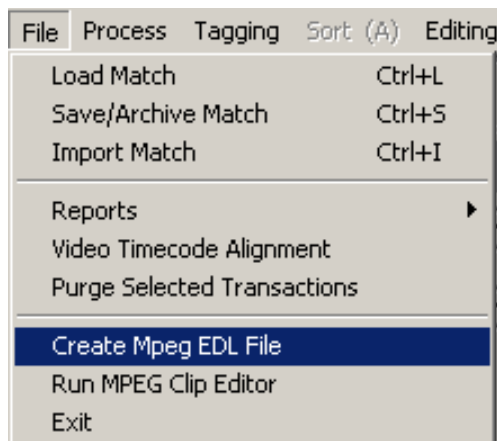 File Process Tagging Sort (A) Editing
Load Match Ctrl+L
Save/Archive Match Ctrl+S
Import Match Ctrl+I
Reports
Video Timecode Alignment
Purge Selected Transactions
Create Mpeg EDL File
Run MPEG Clip Editor
Exit